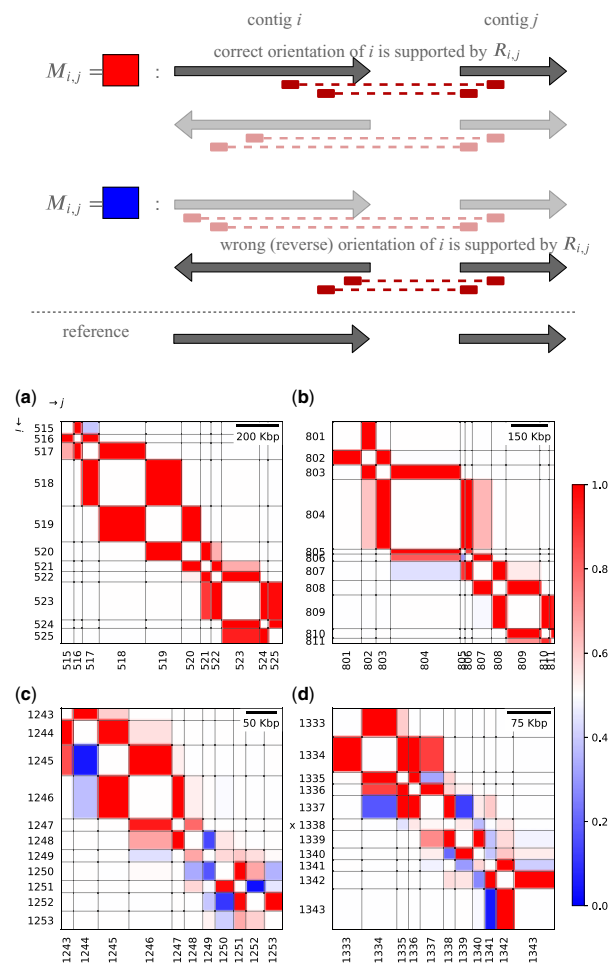 contig i contig j
correct orientation of i is supported by R_{i,j}
M_{i,j} = :
M_{i,j} = :
wrong (reverse) orientation of i is supported by R_{i,j}
reference
(a) → j
(b)
↓ i
200 Kbp
150 Kbp
515
516
517
518
519
520
521
522
523
524
525
515 516 517 518 519 520 521 522 523 524 525
801
802
803
804
805
806
807
808
809
810
811
801 802 803 804 805 806 807 808 809 810 811
1.0
0.8
0.6
0.4
0.2
0.0
(c)
(d)
50 Kbp
75 Kbp
1243
1244
1245
1246
1247
1248
1249
1250
1251
1252
1253
1243 1244 1245 1246 1247 1248 1249 1250 1251 1252 1253
1333
1334
1335
1336
1337
x 1338
1339
1340
1341
1342
1343
1333 1334 1335 1336 1337 1338 1339 1340 1341 1342 1343